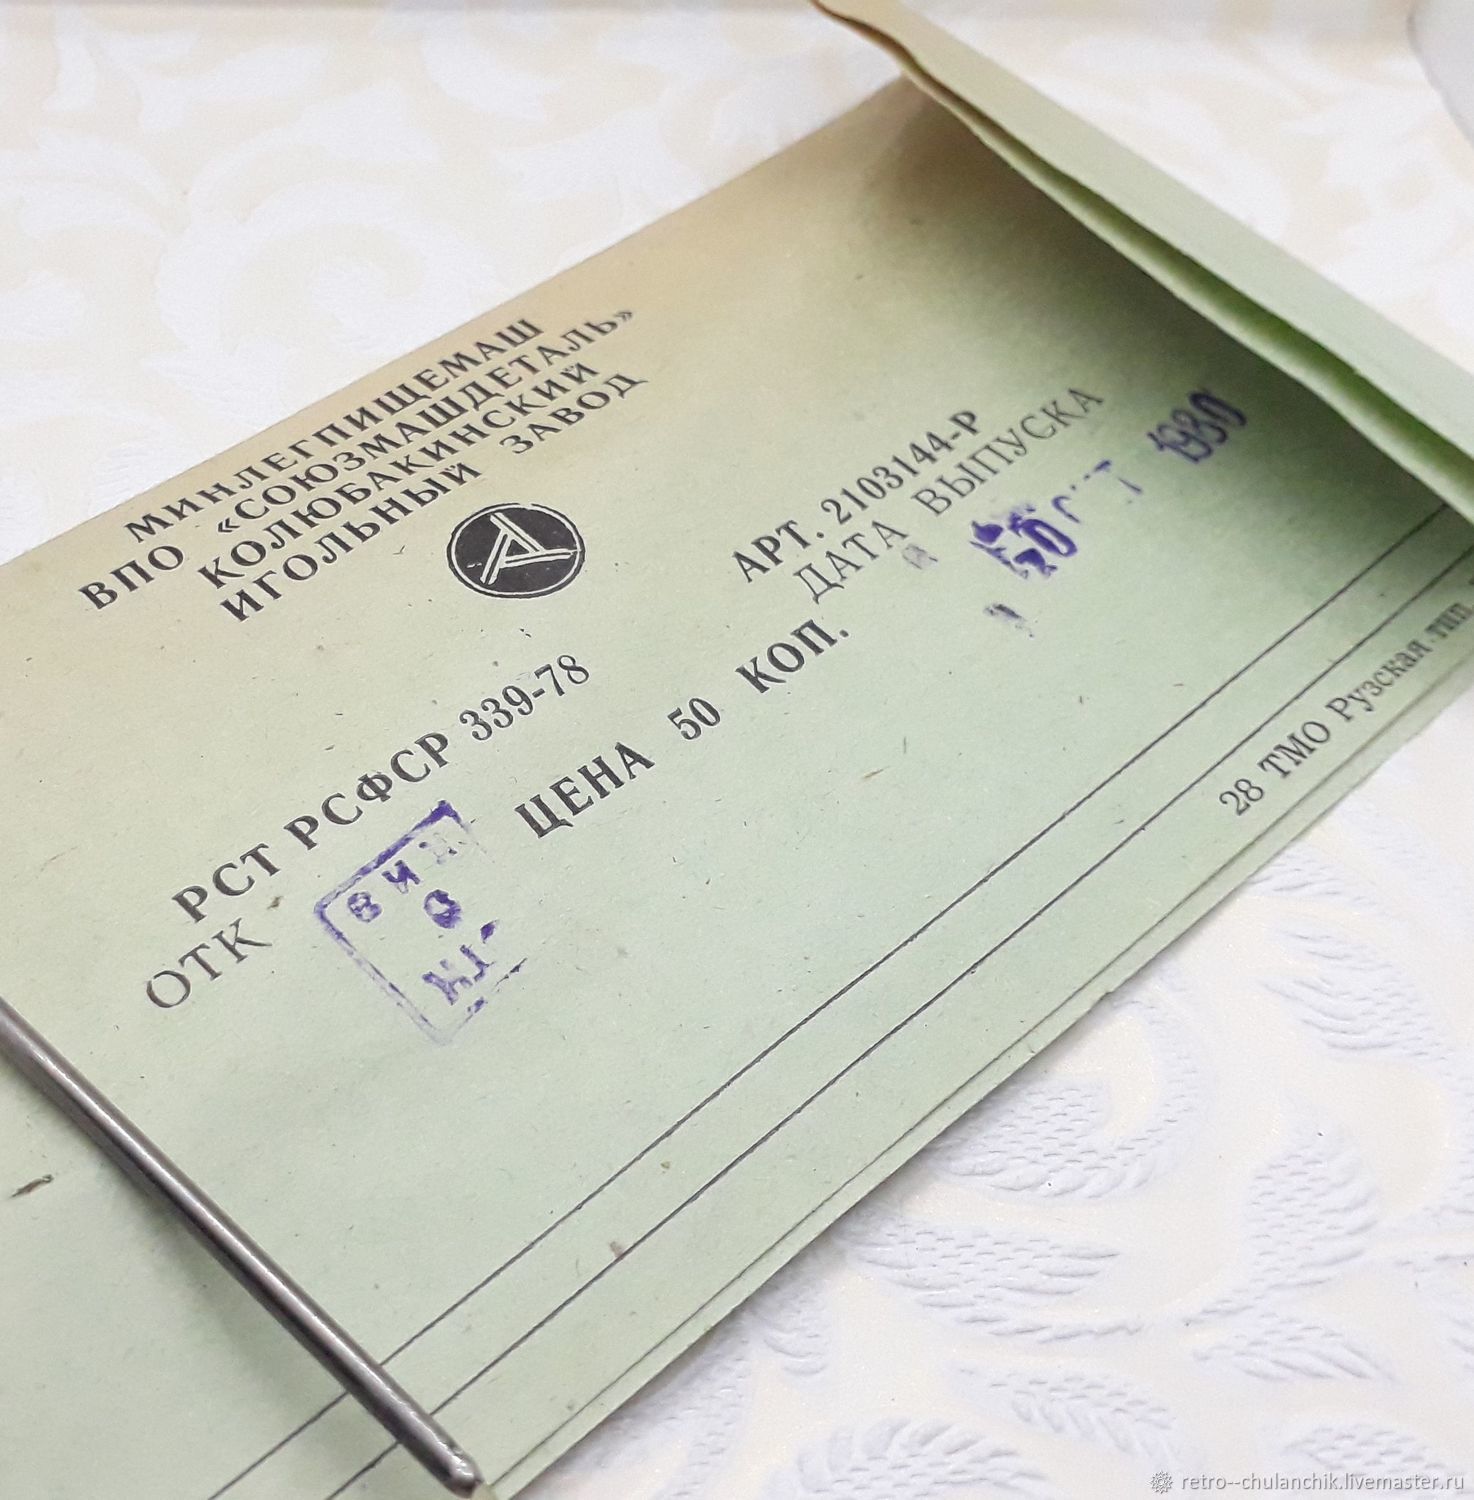 МИНЛЕГПИЩЕМАШ
ВПО «СОЮЗМАШДЕТАЛЬ»
КОЛЮБАКИНСКИЙ
ИГОЛЬНЫЙ ЗАВОД
АРТ. 2103144-Р
ДАТА ВЫПУСКА
1980
РСТ РСФСР 339-78
ОТК
ЦЕНА 50 КОП.
28 ТМО Рузская тип.
retro--chulanchik.livemaster.ru